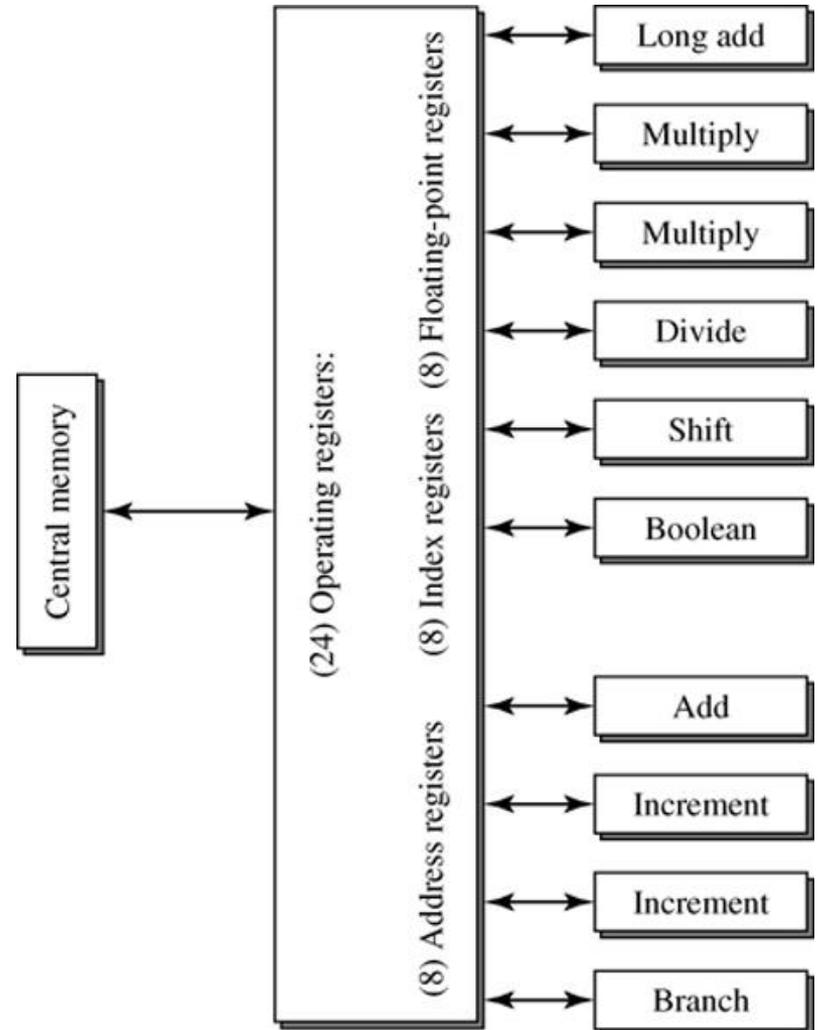 Central memory
(24) Operating registers:
(8) Floating-point registers
(8) Index registers
(8) Address registers
Long add
Multiply
Multiply
Divide
Shift
Boolean
Add
Increment
Increment
Branch